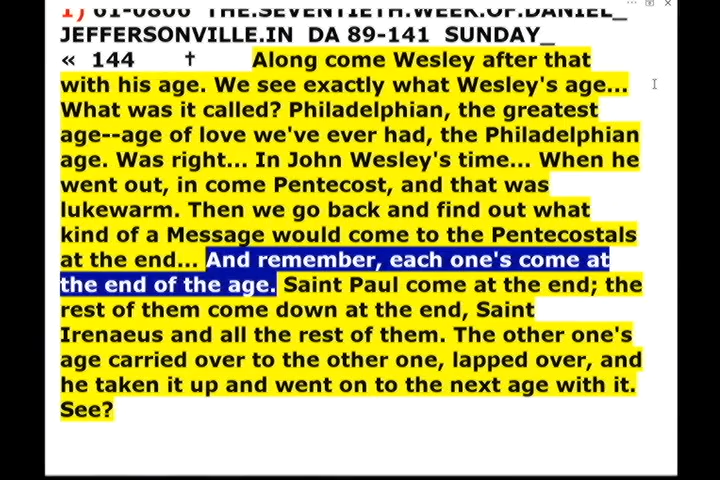 1) 61-0806 THE.SEVENTIETH.WEEK.OF.DANIEL_
JEFFERSONVILLE.IN DA 89-141 SUNDAY_
« 144 † Along come Wesley after that
with his age. We see exactly what Wesley's age...
What was it called? Philadelphian, the greatest
age--age of love we've ever had, the Philadelphian
age. Was right... In John Wesley's time... When he
went out, in come Pentecost, and that was
lukewarm. Then we go back and find out what
kind of a Message would come to the Pentecostals
at the end... And remember, each one's come at
the end of the age. Saint Paul come at the end; the
rest of them come down at the end, Saint
Irenaeus and all the rest of them. The other one's
age carried over to the other one, lapped over, and
he taken it up and went on to the next age with it.
See?